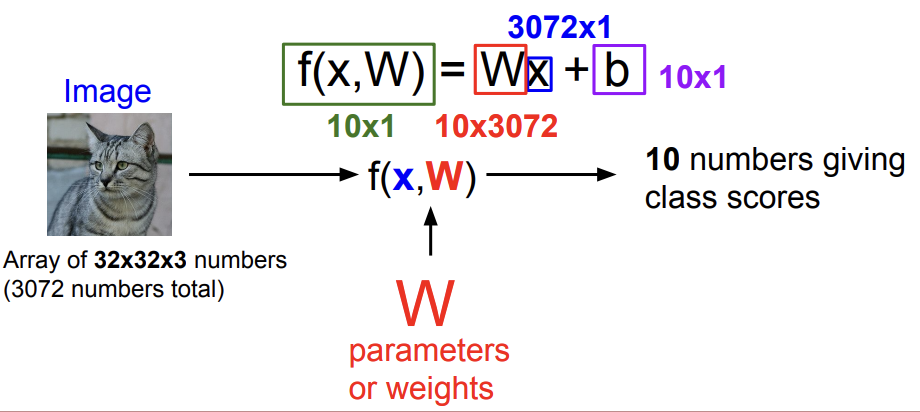 3072x1
f(x,W) = Wx + b 10x1
10x1 10x3072
Image
f(x,W)
10 numbers giving
class scores
Array of 32x32x3 numbers
(3072 numbers total)
W
parameters
or weights